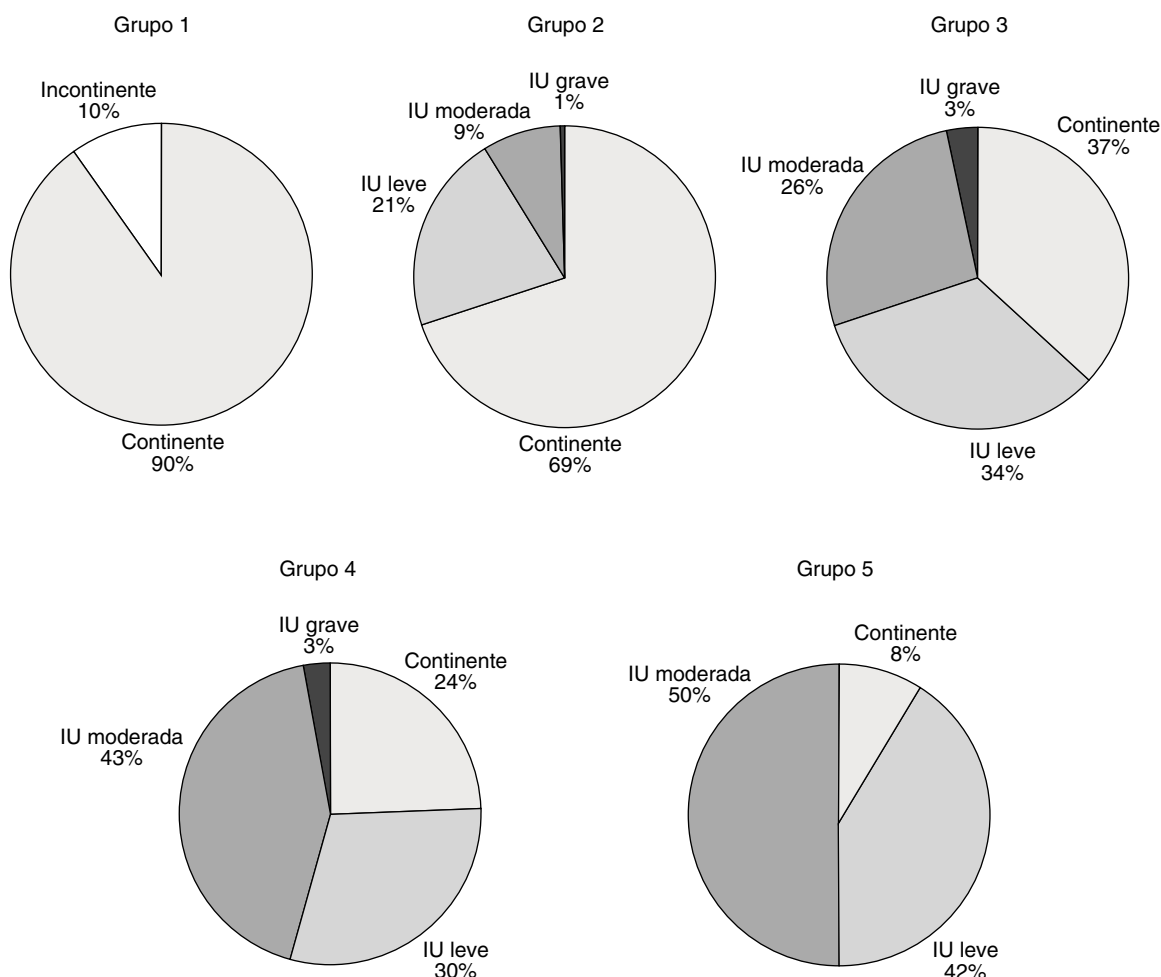 Grupo 1
Incontinente
10%
Continente
90%
Grupo 2
IU grave
1%
IU moderada
9%
IU leve
21%
Continente
69%
Grupo 3
IU grave
3%
Continente
37%
IU moderada
26%
IU leve
34%
Grupo 4
IU grave
3%
Continente
24%
IU moderada
43%
IU leve
30%
Grupo 5
Continente
8%
IU moderada
50%
IU leve
42%